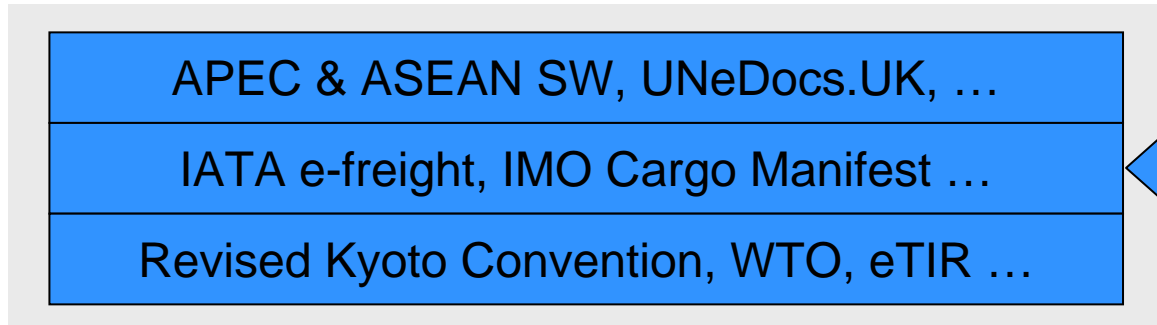 APEC & ASEAN SW, UNeDocs.UK, …
IATA e-freight, IMO Cargo Manifest …
Revised Kyoto Convention, WTO, eTIR …